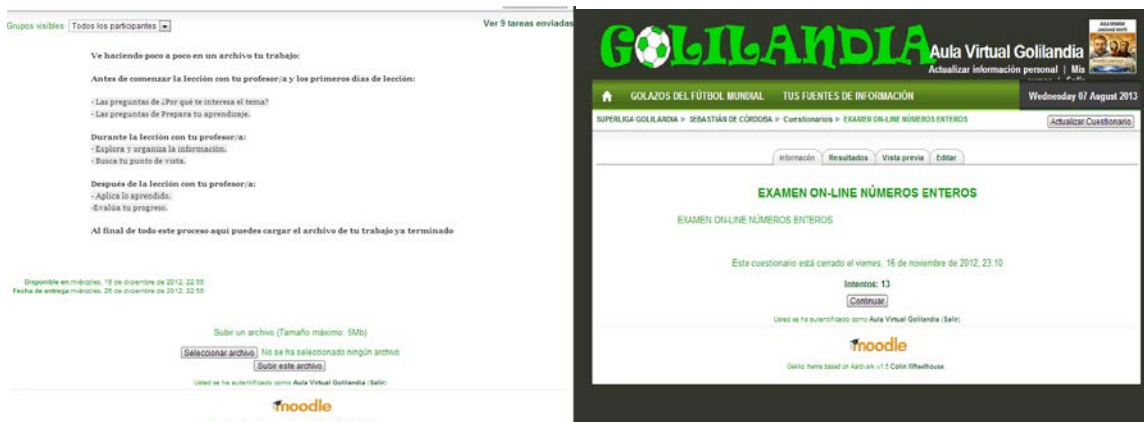 Grupos visibles Todos los participantes
Ver 9 tareas enviadas
Ve haciendo poco a poco en un archivo tu trabajo:
Antes de comenzar la lección con tu profesor/a y los primeros días de lección:
- Las preguntas de ¿Por qué te interesa el tema?
- Las preguntas de Prepara tu aprendizaje.
Durante la lección con tu profesor/a:
- Explora y organiza la información.
- Busca tu punto de vista.
Después de la lección con tu profesor/a:
- Aplica lo aprendido.
-Evalúa tu progreso.
Al final de todo este proceso aquí puedes cargar el archivo de tu trabajo ya terminado
Disponible en: miércoles, 19 de diciembre de 2012, 22:55
Fecha de entrega: miércoles, 26 de diciembre de 2012, 22:55
Subir un archivo (Tamaño máximo: 5Mb)
Seleccionar archivo No se ha seleccionado ningún archivo
Subir este archivo
Usted se ha autentificado como Aula Virtual Golilandia (Salir)
moodle
GOLILANDIA
Aula Virtual Golilandia
Actualizar información personal | Mis
GOLAZOS DEL FÚTBOL MUNDIAL TUS FUENTES DE INFORMACIÓN
Wednesday 07 August 2013
SUPERLIGA GOLILANDIA ► SEBASTIÁN DE CÓRDOBA ► Cuestionarios ► EXAMEN ON-LINE NÚMEROS ENTEROS
Actualizar Cuestionario
Información Resultados Vista previa Editar
EXAMEN ON-LINE NÚMEROS ENTEROS
EXAMEN ON-LINE NÚMEROS ENTEROS
Este cuestionario está cerrado el viernes, 16 de noviembre de 2012, 23:10
Intentos: 13
Continuar
Usted se ha autentificado como Aula Virtual Golilandia (Salir)
moodle
Gekko theme based on Aardvark v1.5 Colin Wheelhouse.